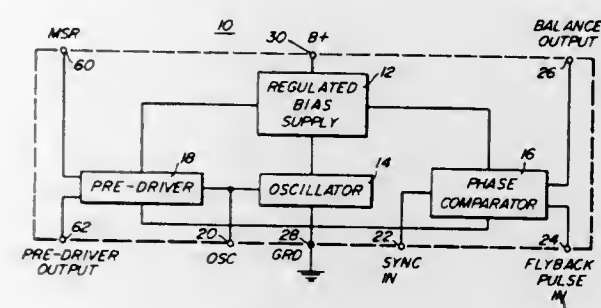 MSR
10
B+
BALANCE
OUTPUT
60
30
12
26
REGULATED
BIAS
SUPPLY
18
14
16
PRE-DRIVER
OSCILLATOR
PHASE
COMPARATOR
62
20
28
22
24
PRE-DRIVER
OUTPUT
OSC
GRD
SYNC
IN
FLYBACK
PULSE
IN